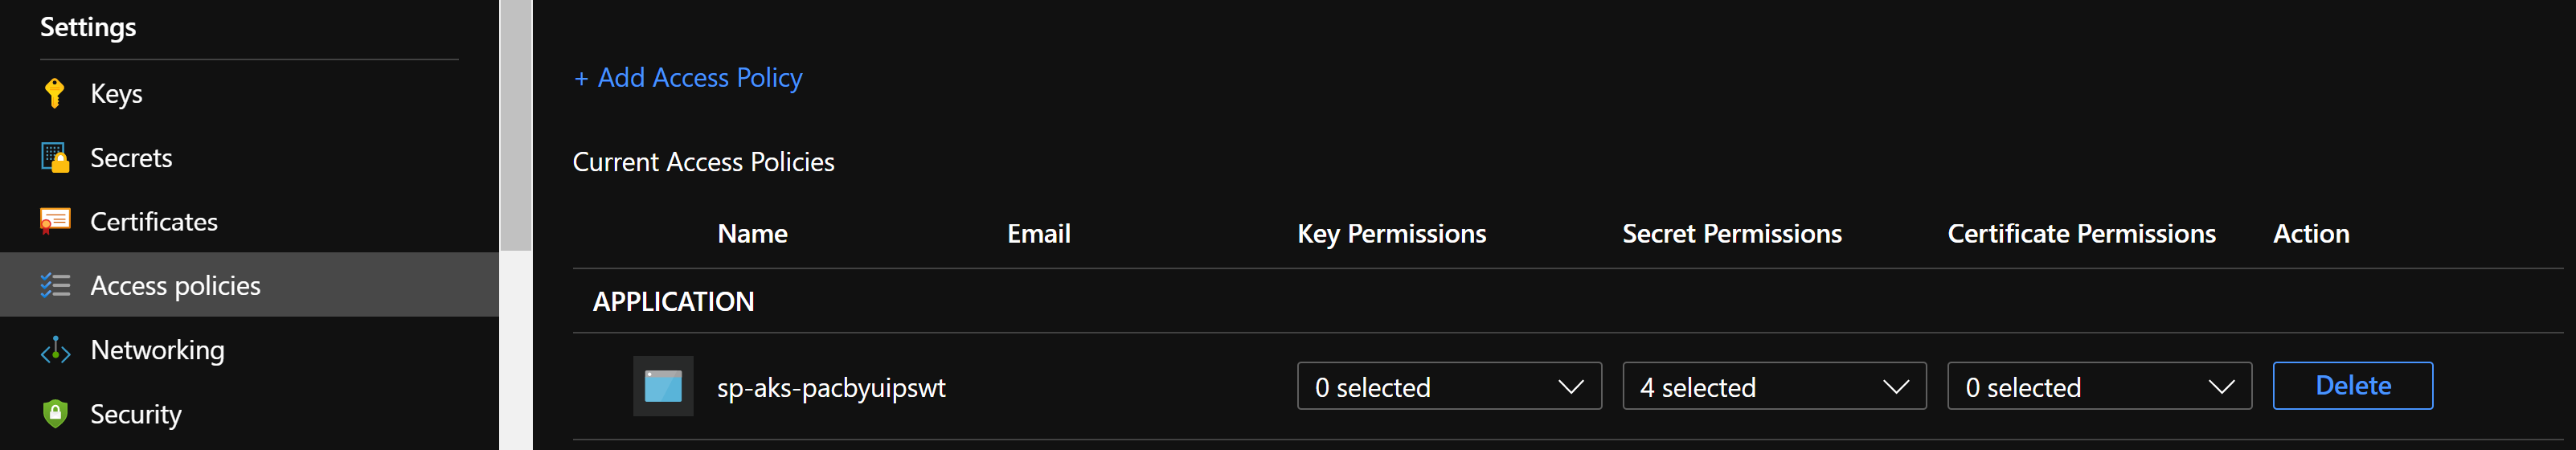 Settings
Keys
Secrets
Certificates
Access policies
Networking
Security
+ Add Access Policy
Current Access Policies
Name Email Key Permissions Secret Permissions Certificate Permissions Action
APPLICATION
sp-aks-pacbyuipswt 0 selected 4 selected 0 selected Delete